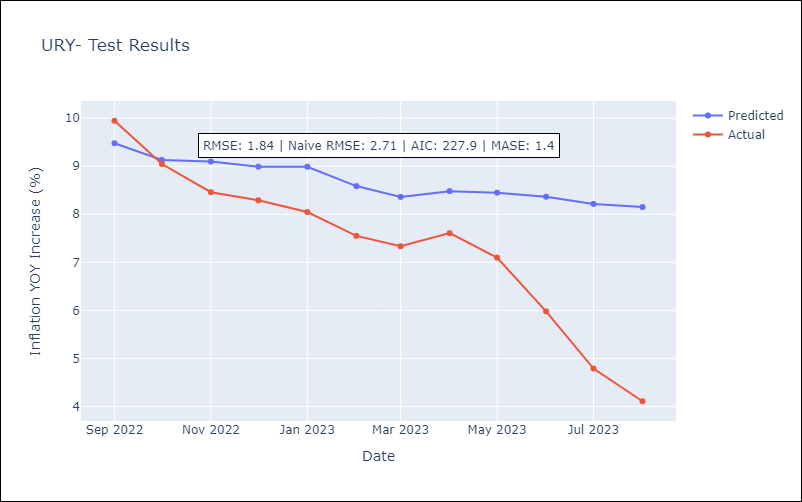 URY- Test Results
Predicted
Actual
RMSE: 1.84 | Naive RMSE: 2.71 | AIC: 227.9 | MASE: 1.4
Inflation YOY Increase (%)
10
9
8
7
6
5
4
Sep 2022 Nov 2022 Jan 2023 Mar 2023 May 2023 Jul 2023
Date